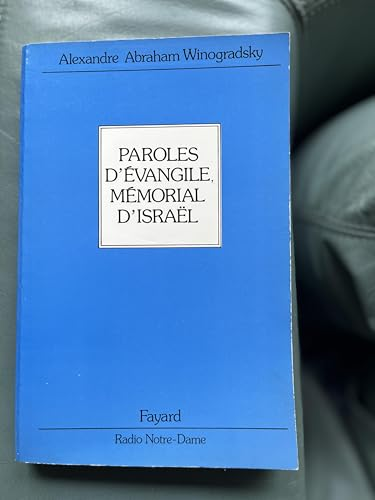 Alexandre Abraham Winogradsky
PAROLES
D'ÉVANGILE,
MÉMORIAL
D'ISRAËL
Fayard
Radio Notre-Dame